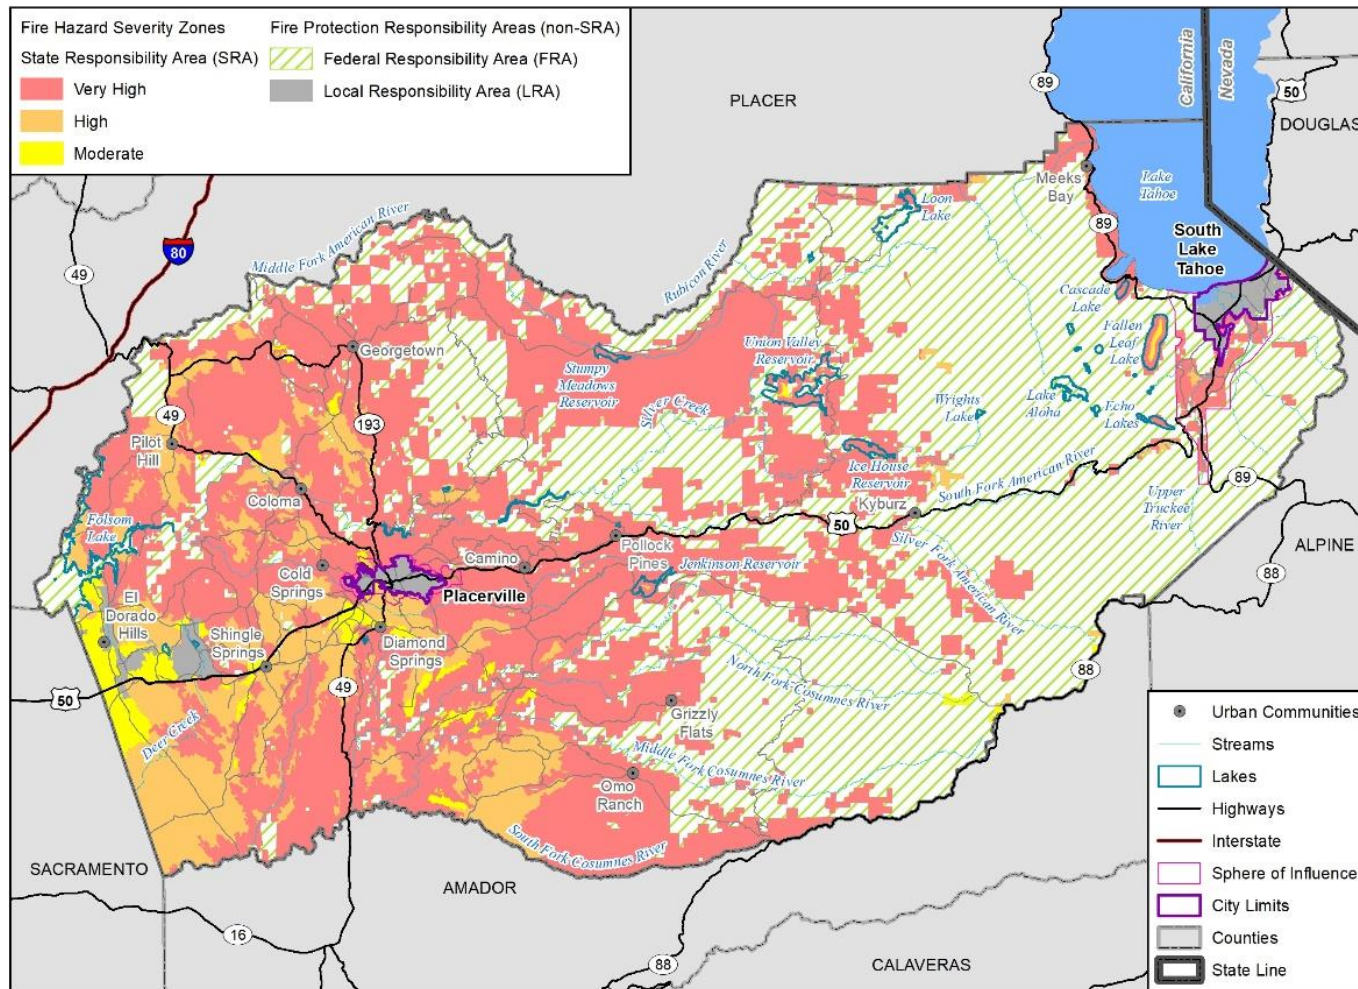 Fire Hazard Severity Zones
State Responsibility Area (SRA)
Very High
High
Moderate
Fire Protection Responsibility Areas (non-SRA)
Federal Responsibility Area (FRA)
Local Responsibility Area (LRA)
PLACER
89
California
Nevada
50
DOUGLAS
49
80
Middle Fork American River
Rubicon River
Loon
Lake
Meeks
Bay
Lake
Tahoe
89
South
Lake
Tahoe
Cascade
Lake
Fallen
Leaf
Lake
Georgetown
Stumpy
Meadows
Reservoir
Union Valley
Reservoir
Silver Creek
Wrights
Lake
Lake
Aloha
Echo
Lakes
49
193
Pilot
Hill
Coloma
Ice House
Reservoir
Kyburz
South Fork American River
50
89
Upper
Truckee
River
Folsom
Lake
Cold
Springs
Camino
Pollock
Pines
Jenkinson Reservoir
Silver Fork American River
ALPINE
88
Placerville
El
Dorado
Hills
Shingle
Springs
Diamond
Springs
50
49
Deer Creek
Grizzly
Flats
North Fork Cosumnes River
88
Middle Fork Cosumnes River
Omo
Ranch
South Fork Cosumnes River
SACRAMENTO
AMADOR
16
88
CALAVERAS
Urban Communities
Streams
Lakes
Highways
Interstate
Sphere of Influence
City Limits
Counties
State Line